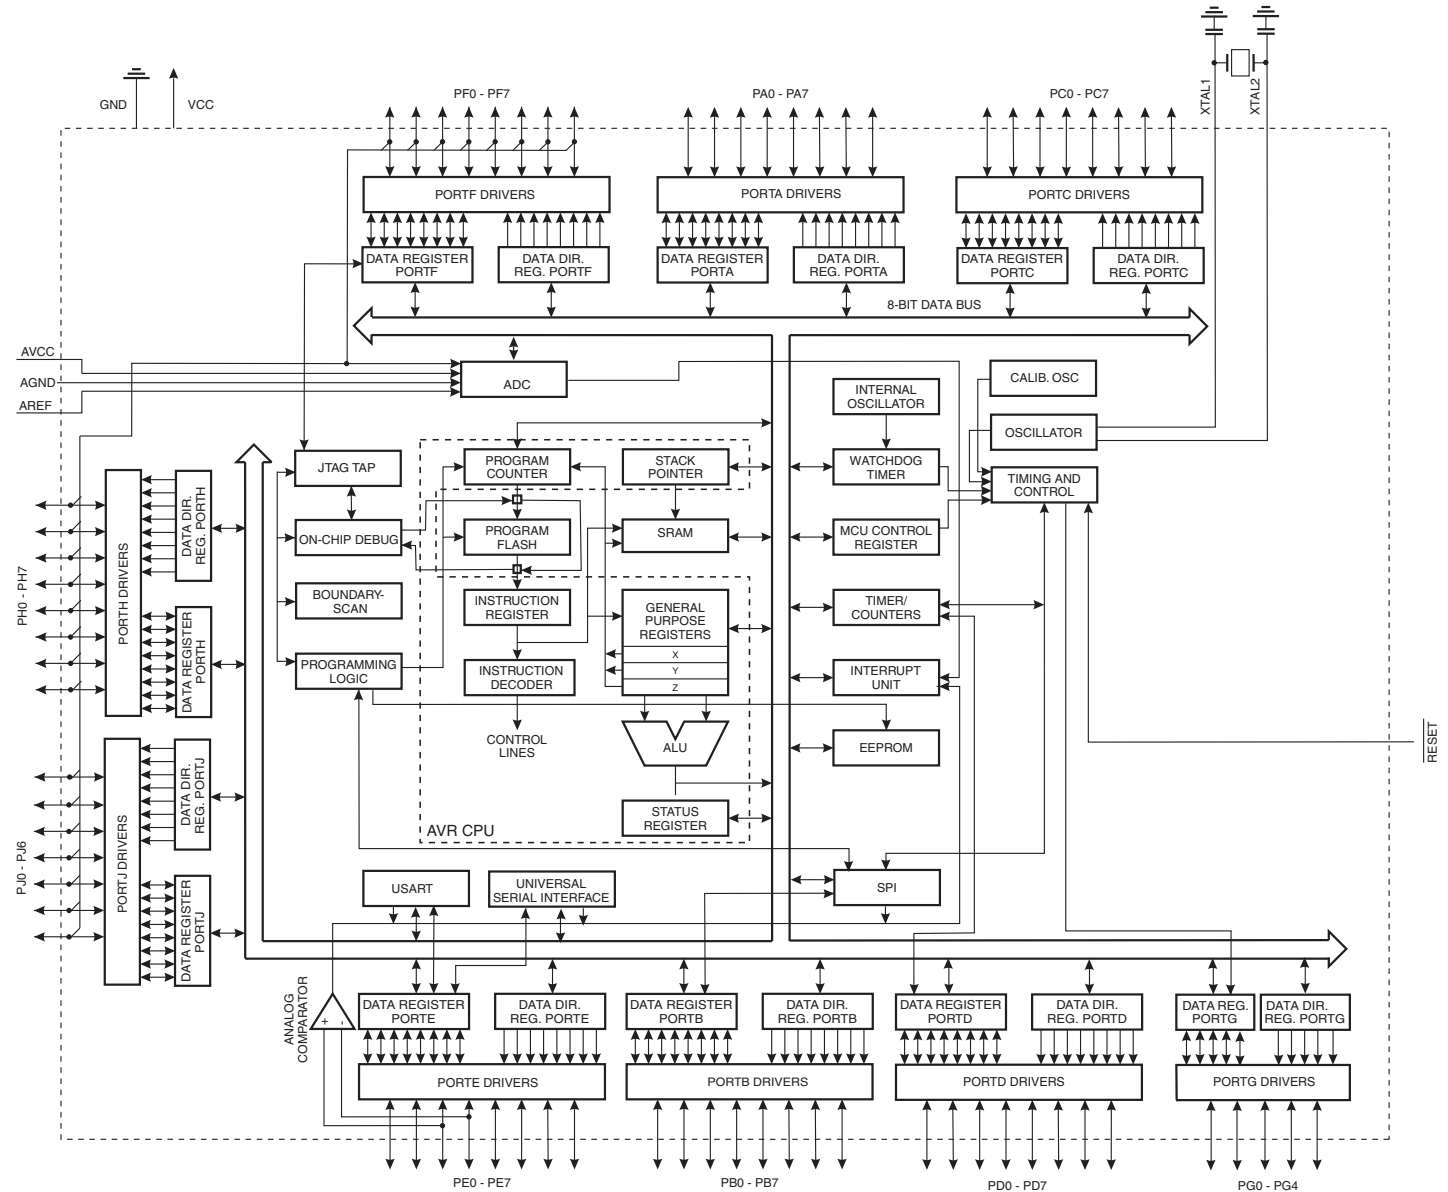 XTAL1
XTAL2
GND
VCC
PF0 - PF7
PA0 - PA7
PC0 - PC7
PORTF DRIVERS
PORTA DRIVERS
PORTC DRIVERS
DATA REGISTER
PORTF
DATA DIR.
REG. PORTF
DATA REGISTER
PORTA
DATA DIR.
REG. PORTA
DATA REGISTER
PORTC
DATA DIR.
REG. PORTC
8-BIT DATA BUS
AVCC
AGND
AREF
ADC
INTERNAL
OSCILLATOR
CALIB. OSC
OSCILLATOR
JTAG TAP
PROGRAM
COUNTER
STACK
POINTER
WATCHDOG
TIMER
TIMING AND
CONTROL
ON-CHIP DEBUG
PROGRAM
FLASH
SRAM
MCU CONTROL
REGISTER
BOUNDARY-
SCAN
INSTRUCTION
REGISTER
GENERAL
PURPOSE
REGISTERS
X
Y
Z
TIMER/
COUNTERS
PROGRAMMING
LOGIC
INSTRUCTION
DECODER
INTERRUPT
UNIT
CONTROL
LINES
ALU
EEPROM
STATUS
REGISTER
AVR CPU
RESET
PH0 - PH7
PORTH DRIVERS
DATA DIR.
REG. PORTH
DATA REGISTER
PORTH
PJ0 - PJ6
PORTJ DRIVERS
DATA DIR.
REG. PORTJ
DATA REGISTER
PORTJ
USART
UNIVERSAL
SERIAL INTERFACE
SPI
ANALOG
COMPARATOR
+
-
DATA REGISTER
PORTE
DATA DIR.
REG. PORTE
DATA REGISTER
PORTB
DATA DIR.
REG. PORTB
DATA REGISTER
PORTD
DATA DIR.
REG. PORTD
DATA REG.
PORTG
DATA DIR.
REG. PORTG
PORTE DRIVERS
PORTB DRIVERS
PORTD DRIVERS
PORTG DRIVERS
PE0 - PE7
PB0 - PB7
PD0 - PD7
PG0 - PG4